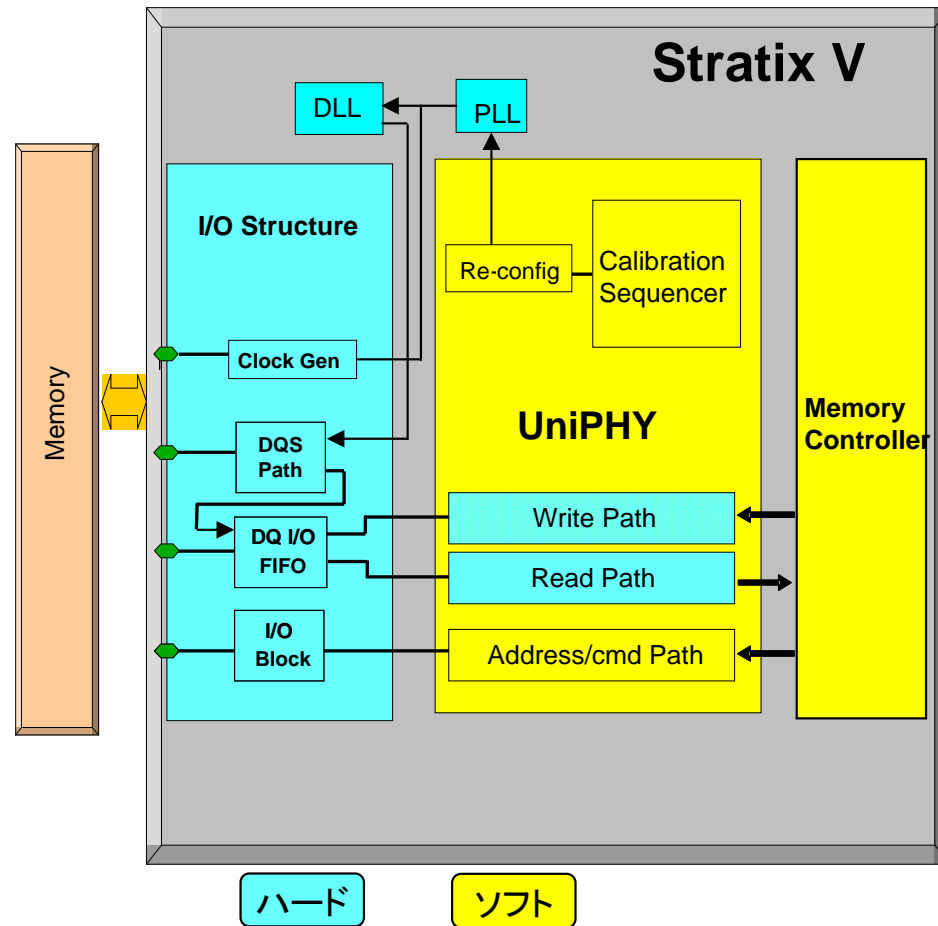 Stratix V
DLL
PLL
Memory
I/O Structure
Re-config
Calibration
Sequencer
Clock Gen
UniPHY
Memory
Controller
DQS
Path
DQ I/O
FIFO
Write Path
Read Path
I/O
Block
Address/cmd Path
ハード
ソフト